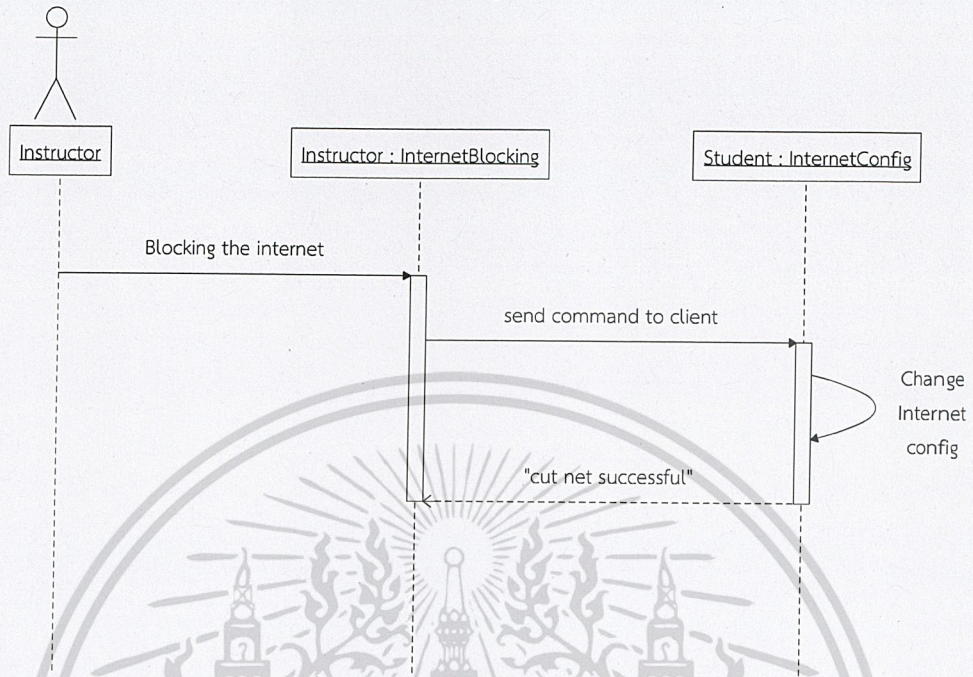 Instructor
Instructor : InternetBlocking
Student : InternetConfig
Blocking the internet
send command to client
Change
Internet
config
"cut net successful"